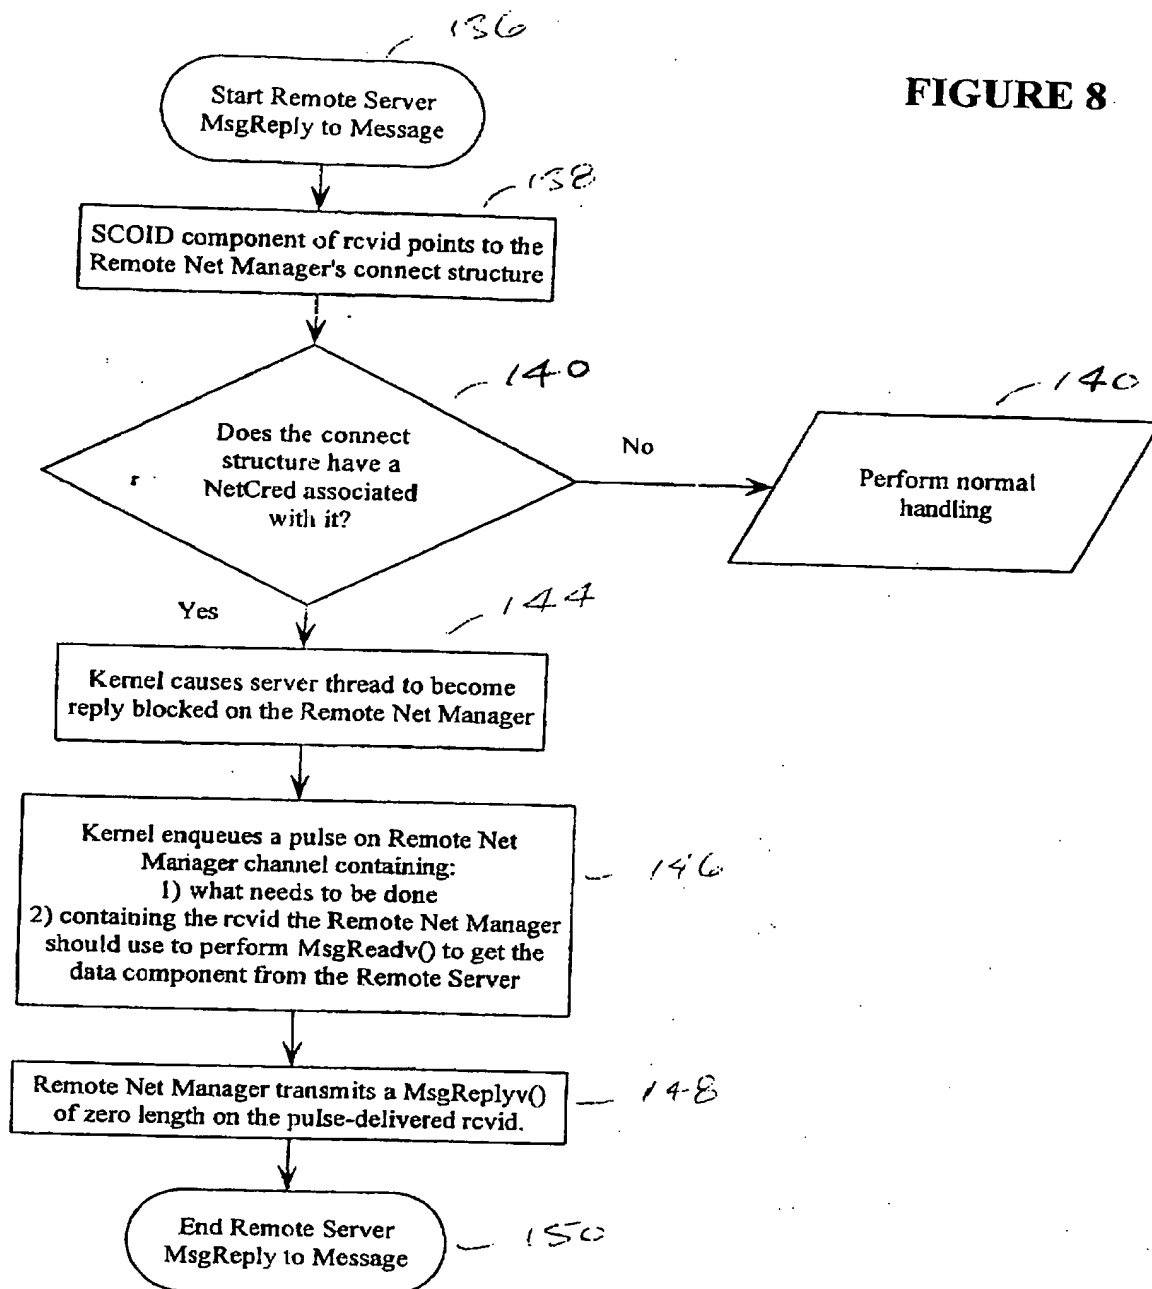 136
FIGURE 8
Start Remote Server
MsgReply to Message
138
SCOID component of rcvid points to the
Remote Net Manager's connect structure
140
140
Does the connect
structure have a
NetCred associated
with it?
No
Perform normal
handling
Yes
144
Kernel causes server thread to become
reply blocked on the Remote Net Manager
Kernel enqueues a pulse on Remote Net
Manager channel containing:
1) what needs to be done
2) containing the rcvid the Remote Net Manager
should use to perform MsgReadv() to get the
data component from the Remote Server
146
Remote Net Manager transmits a MsgReplyv()
of zero length on the pulse-delivered rcvid.
148
End Remote Server
MsgReply to Message
150